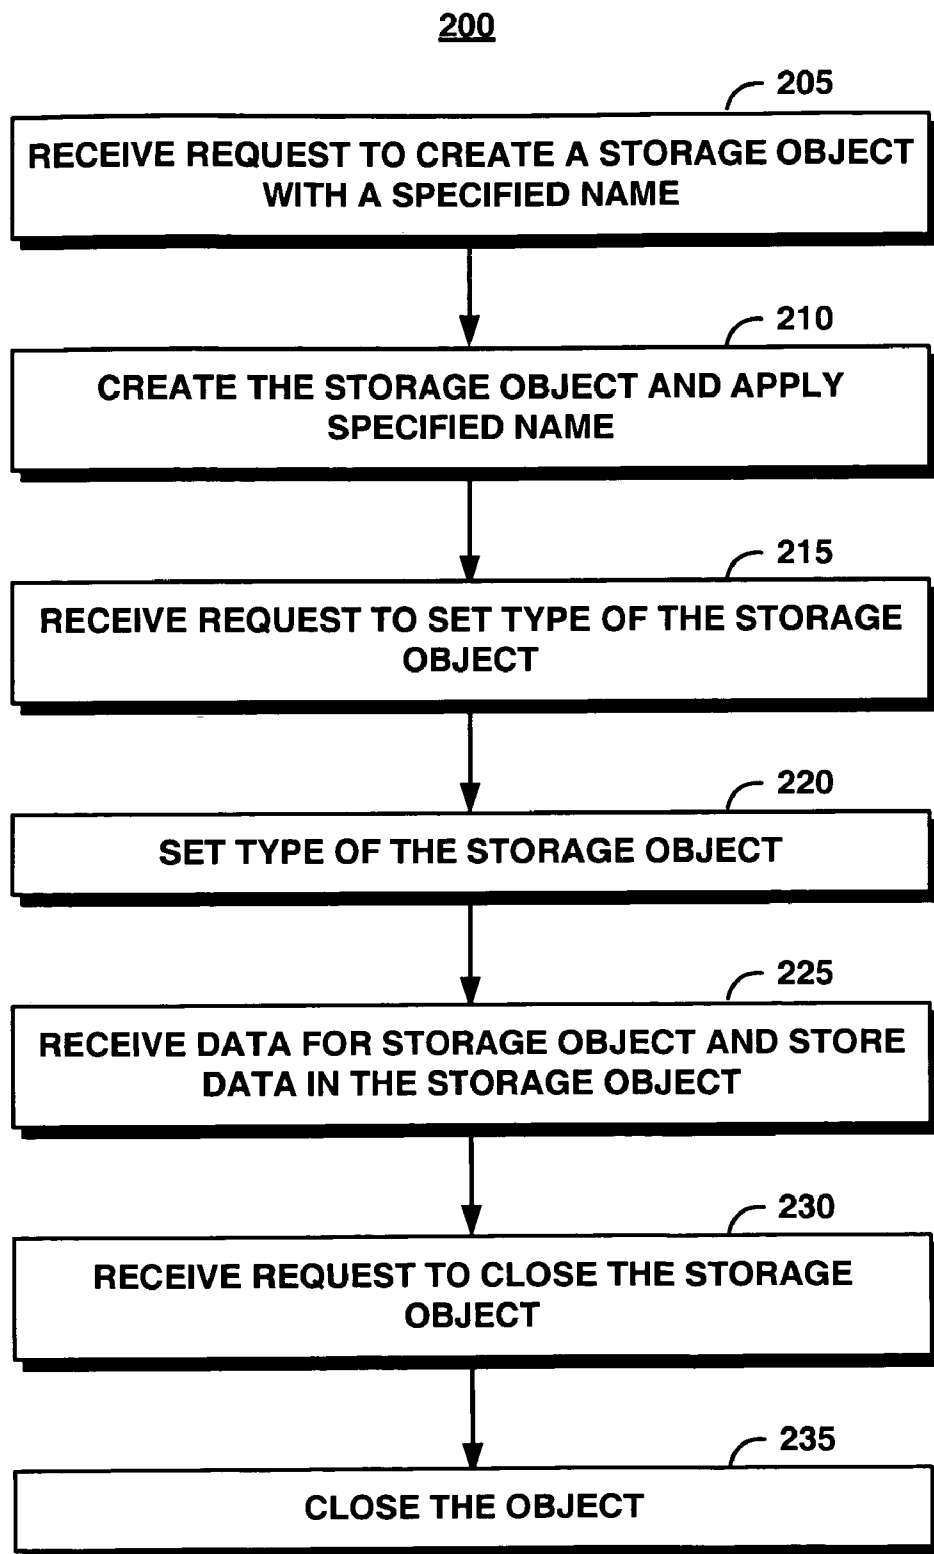 200
205
RECEIVE REQUEST TO CREATE A STORAGE OBJECT
WITH A SPECIFIED NAME
210
CREATE THE STORAGE OBJECT AND APPLY
SPECIFIED NAME
215
RECEIVE REQUEST TO SET TYPE OF THE STORAGE
OBJECT
220
SET TYPE OF THE STORAGE OBJECT
225
RECEIVE DATA FOR STORAGE OBJECT AND STORE
DATA IN THE STORAGE OBJECT
230
RECEIVE REQUEST TO CLOSE THE STORAGE
OBJECT
235
CLOSE THE OBJECT